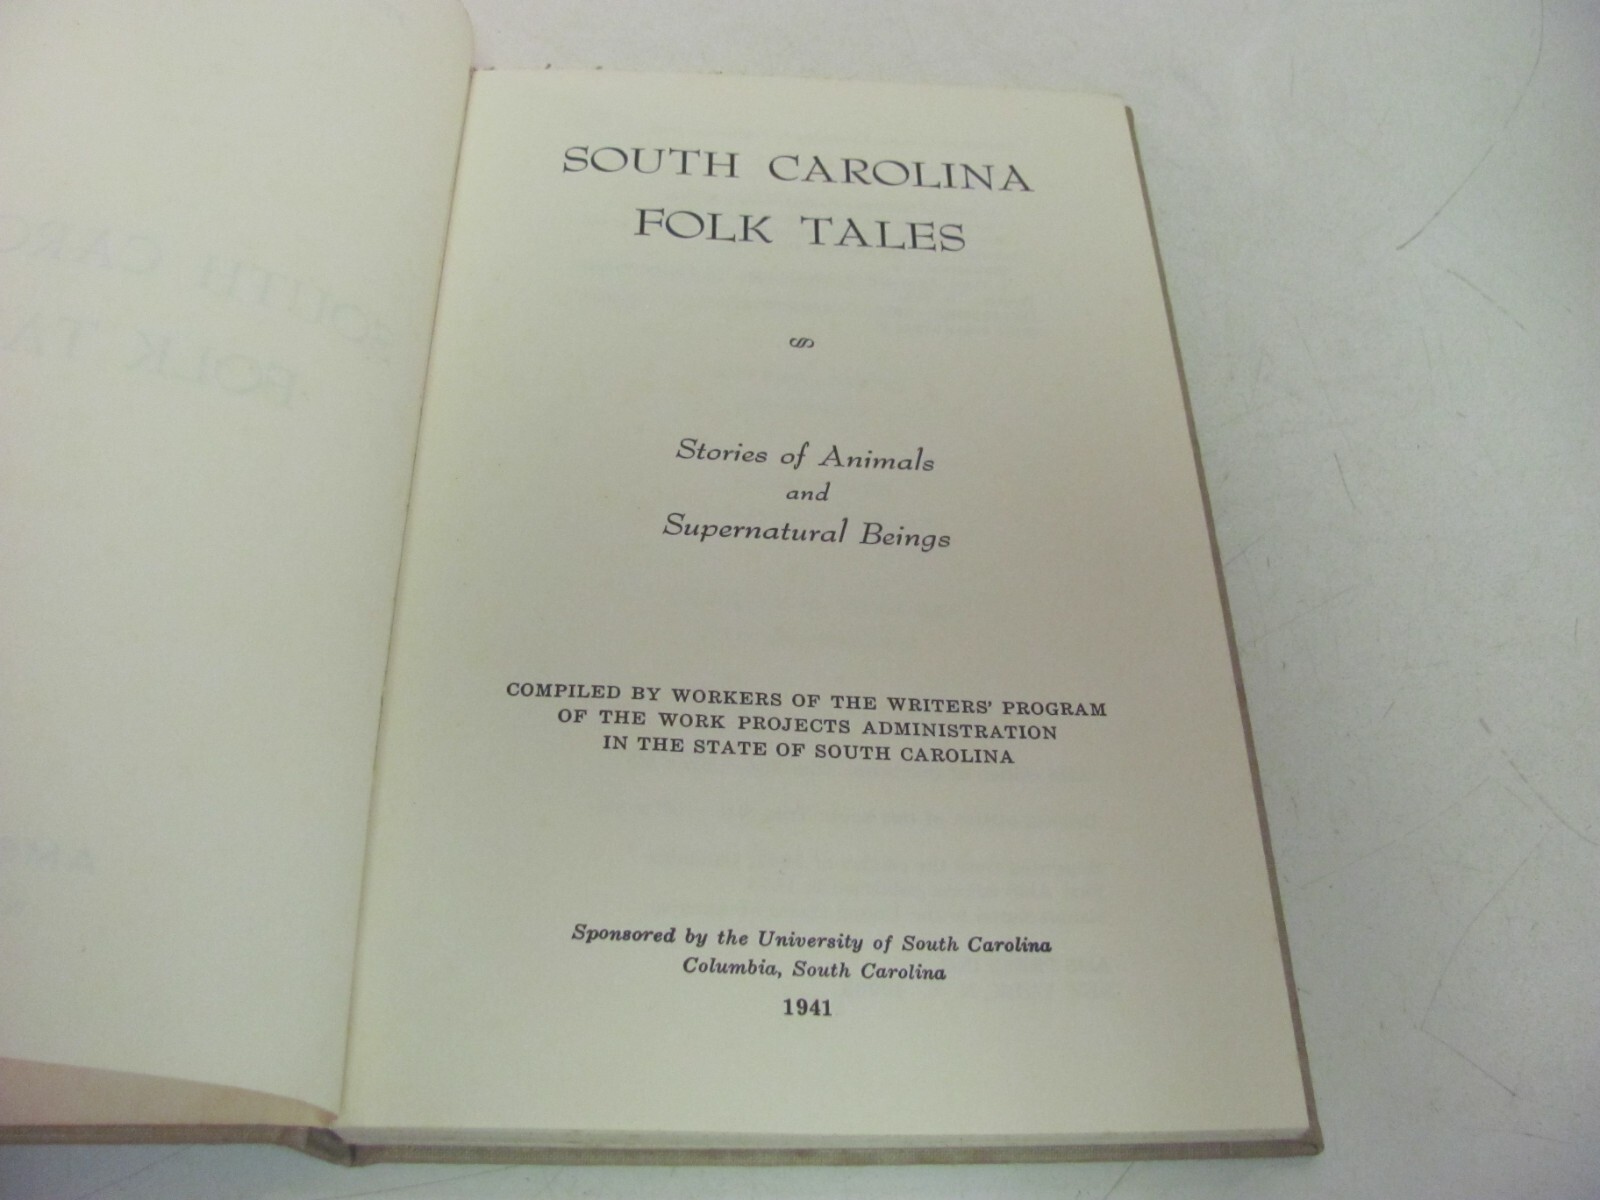 SOUTH CAROLINA
FOLK TALES
Stories of Animals
and
Supernatural Beings
COMPILED BY WORKERS OF THE WRITERS' PROGRAM
OF THE WORK PROJECTS ADMINISTRATION
IN THE STATE OF SOUTH CAROLINA
Sponsored by the University of South Carolina
Columbia, South Carolina
1941